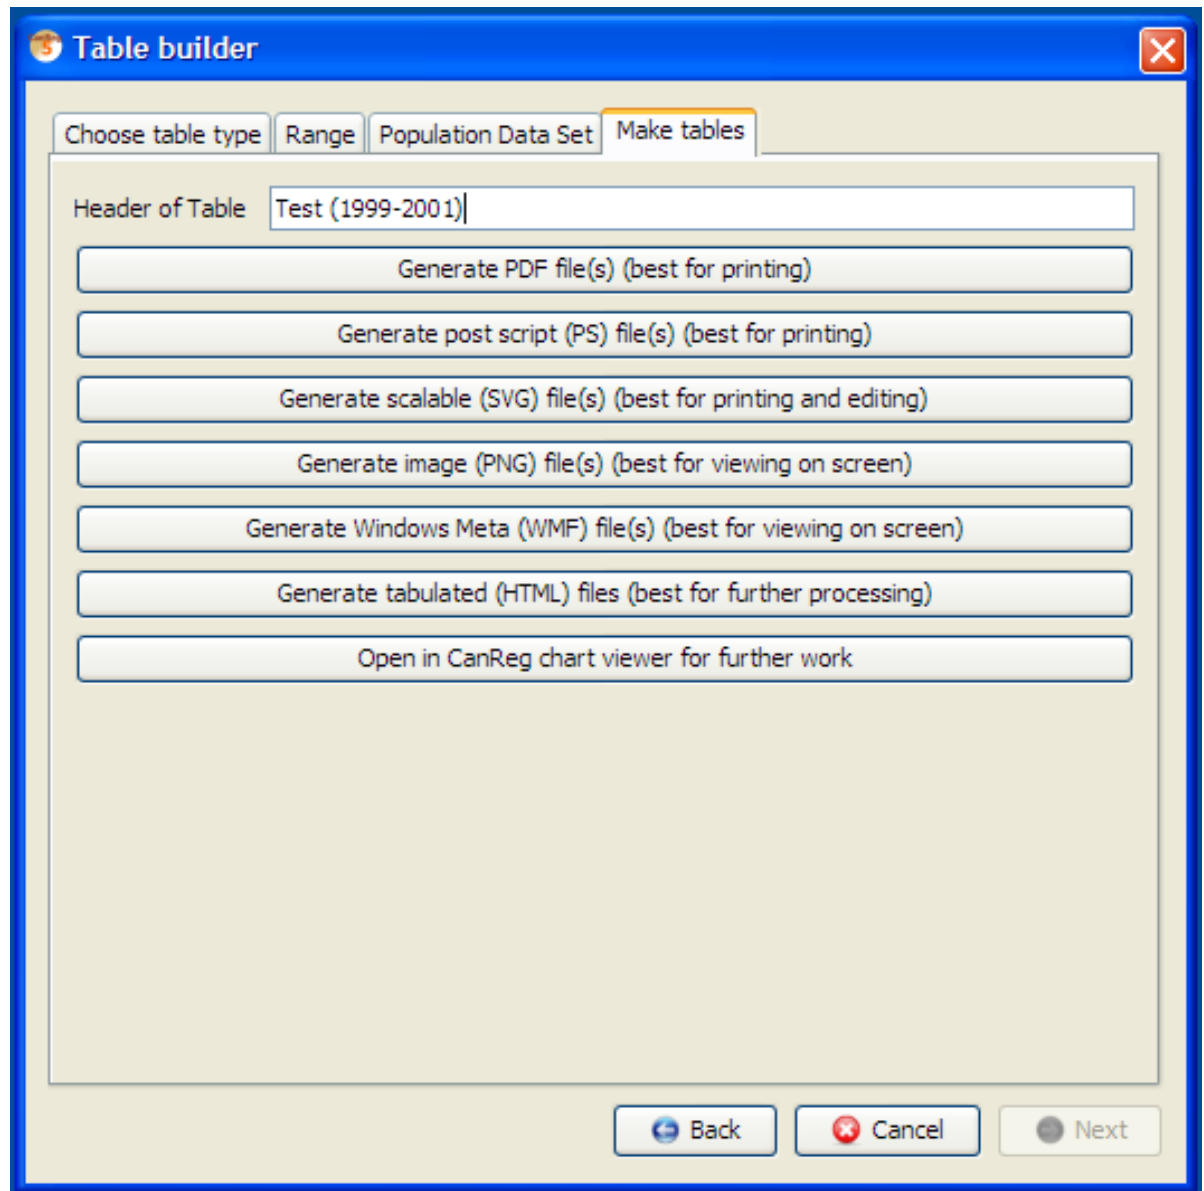 Table builder
Choose table type Range Population Data Set Make tables
Header of Table Test (1999-2001)
Generate PDF file(s) (best for printing)
Generate post script (PS) file(s) (best for printing)
Generate scalable (SVG) file(s) (best for printing and editing)
Generate image (PNG) file(s) (best for viewing on screen)
Generate Windows Meta (WMF) file(s) (best for viewing on screen)
Generate tabulated (HTML) files (best for further processing)
Open in CanReg chart viewer for further work
Back Cancel Next